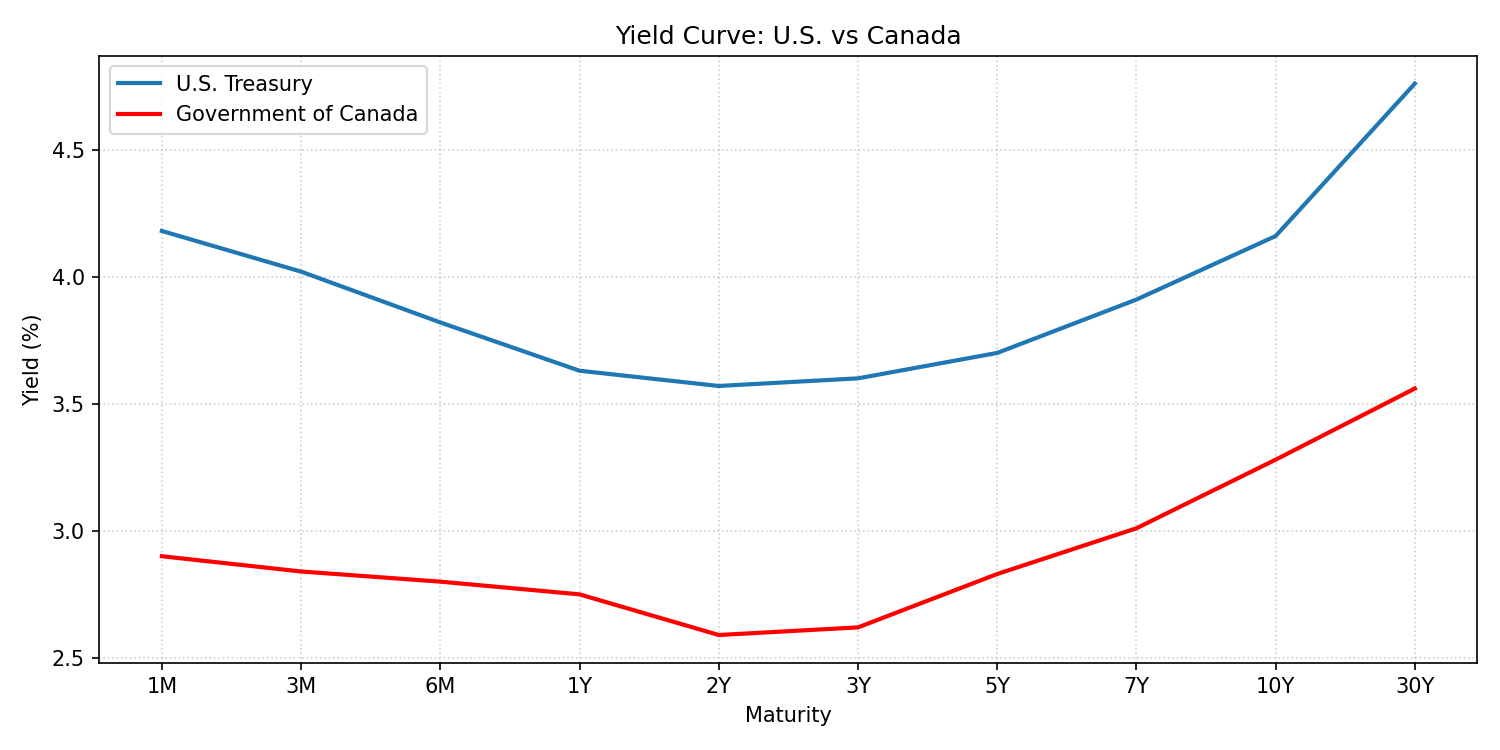 Yield Curve: U.S. vs Canada
U.S. Treasury
Government of Canada
Yield (%)
4.5
4.0
3.5
3.0
2.5
1M 3M 6M 1Y 2Y 3Y 5Y 7Y 10Y 30Y
Maturity